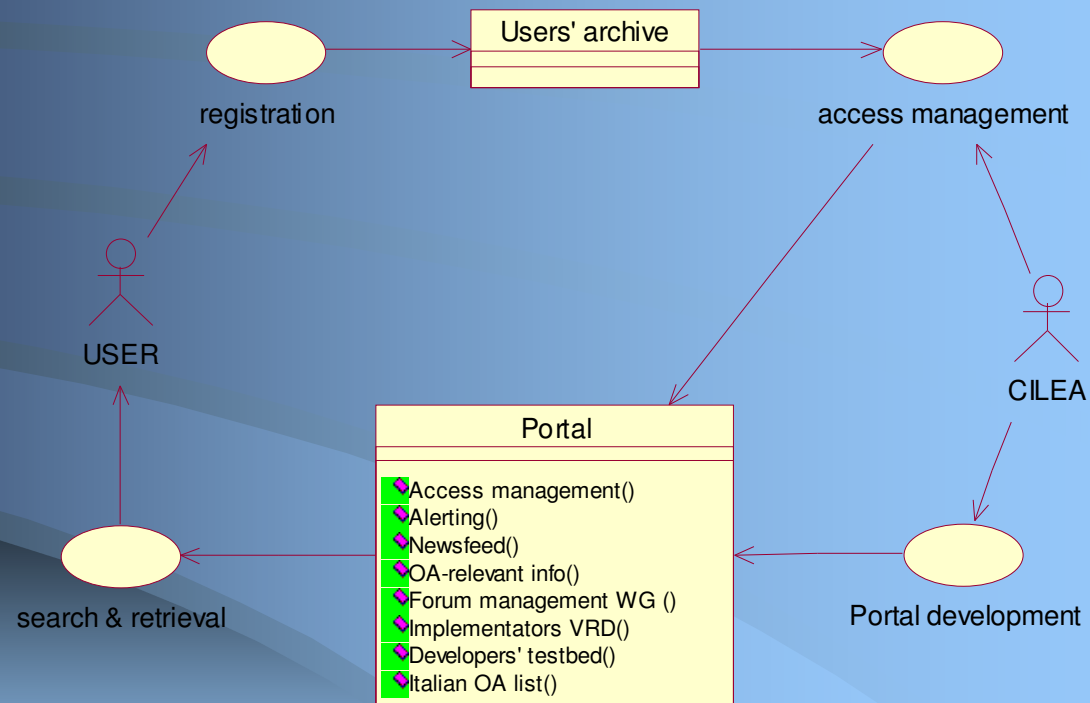 Users' archive
registration
access management
USER
CILEA
Portal
Access management()
Alerting()
Newsfeed()
OA-relevant info()
Forum management WG ()
Implementators VRD()
Developers' testbed()
Italian OA list()
search & retrieval
Portal development